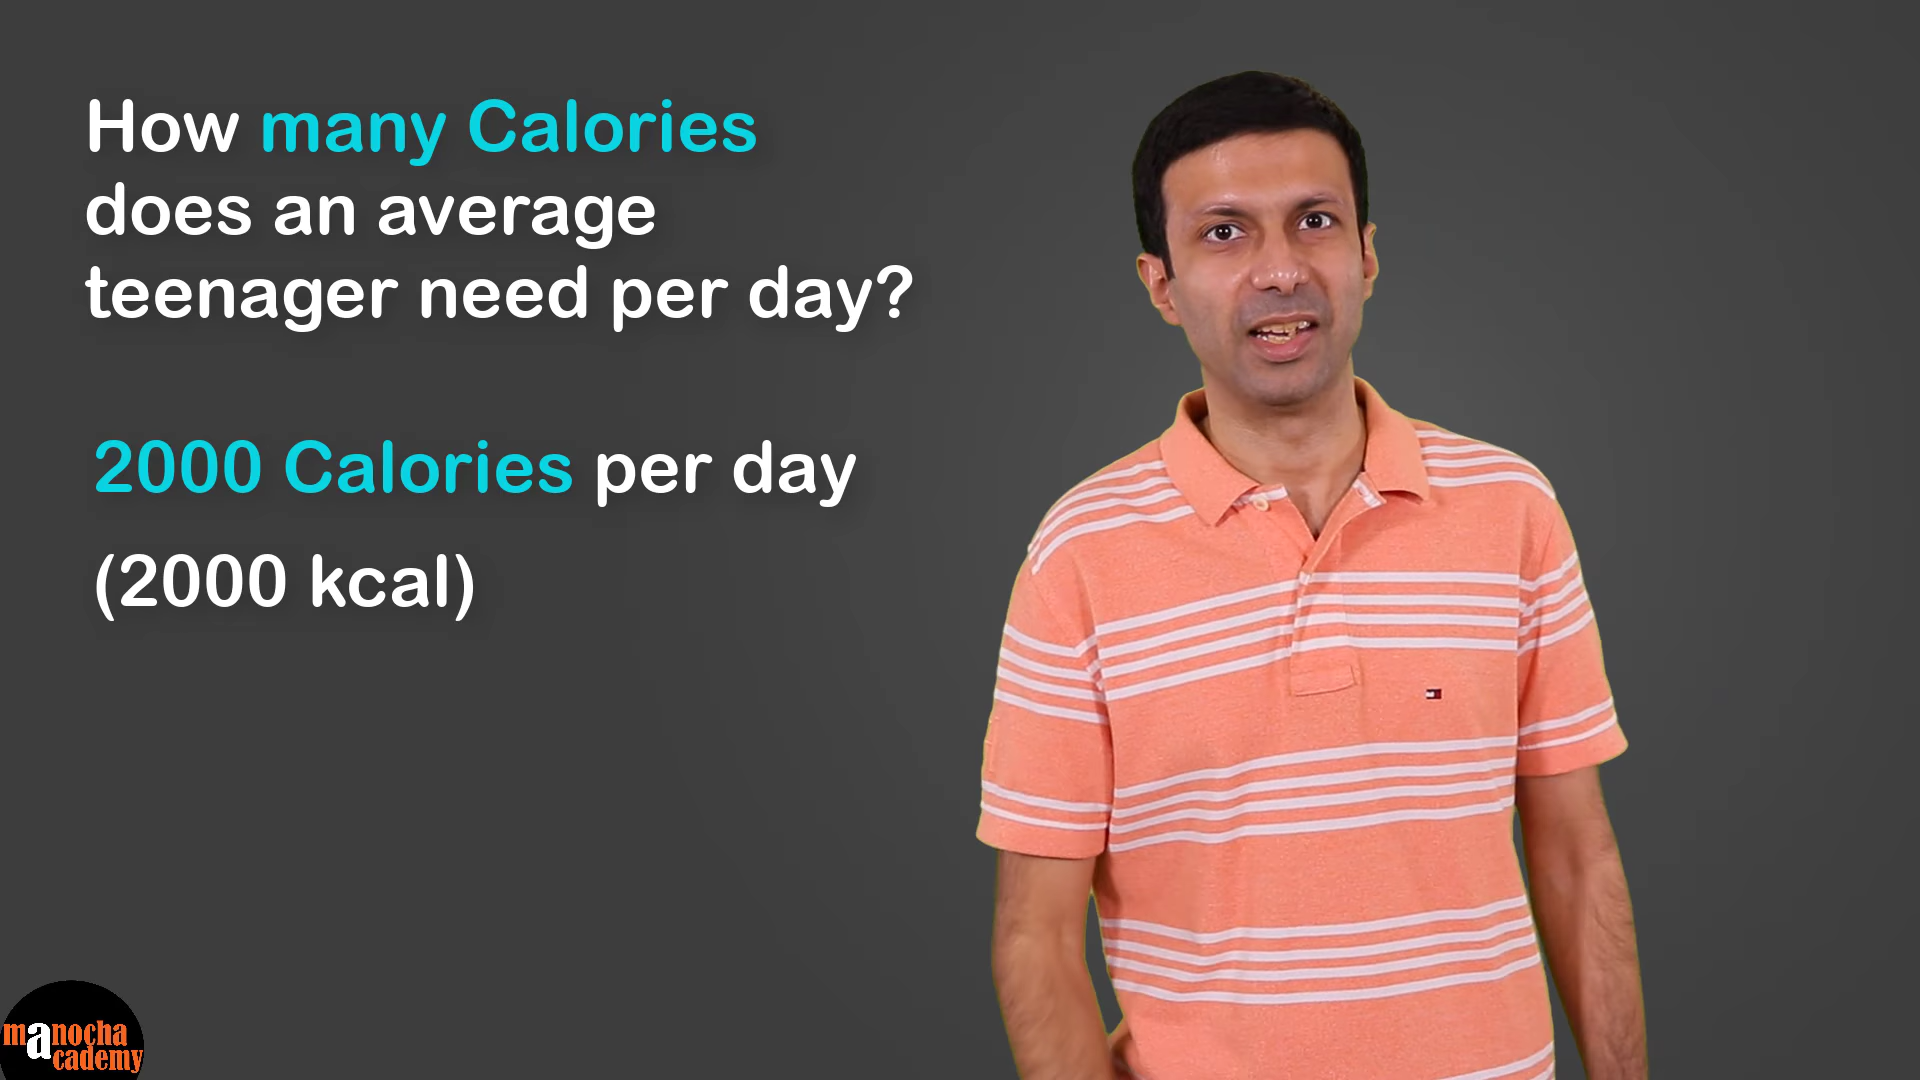 How many Calories
does an average
teenager need per day?
2000 Calories per day
(2000 kcal)
manocha
academy